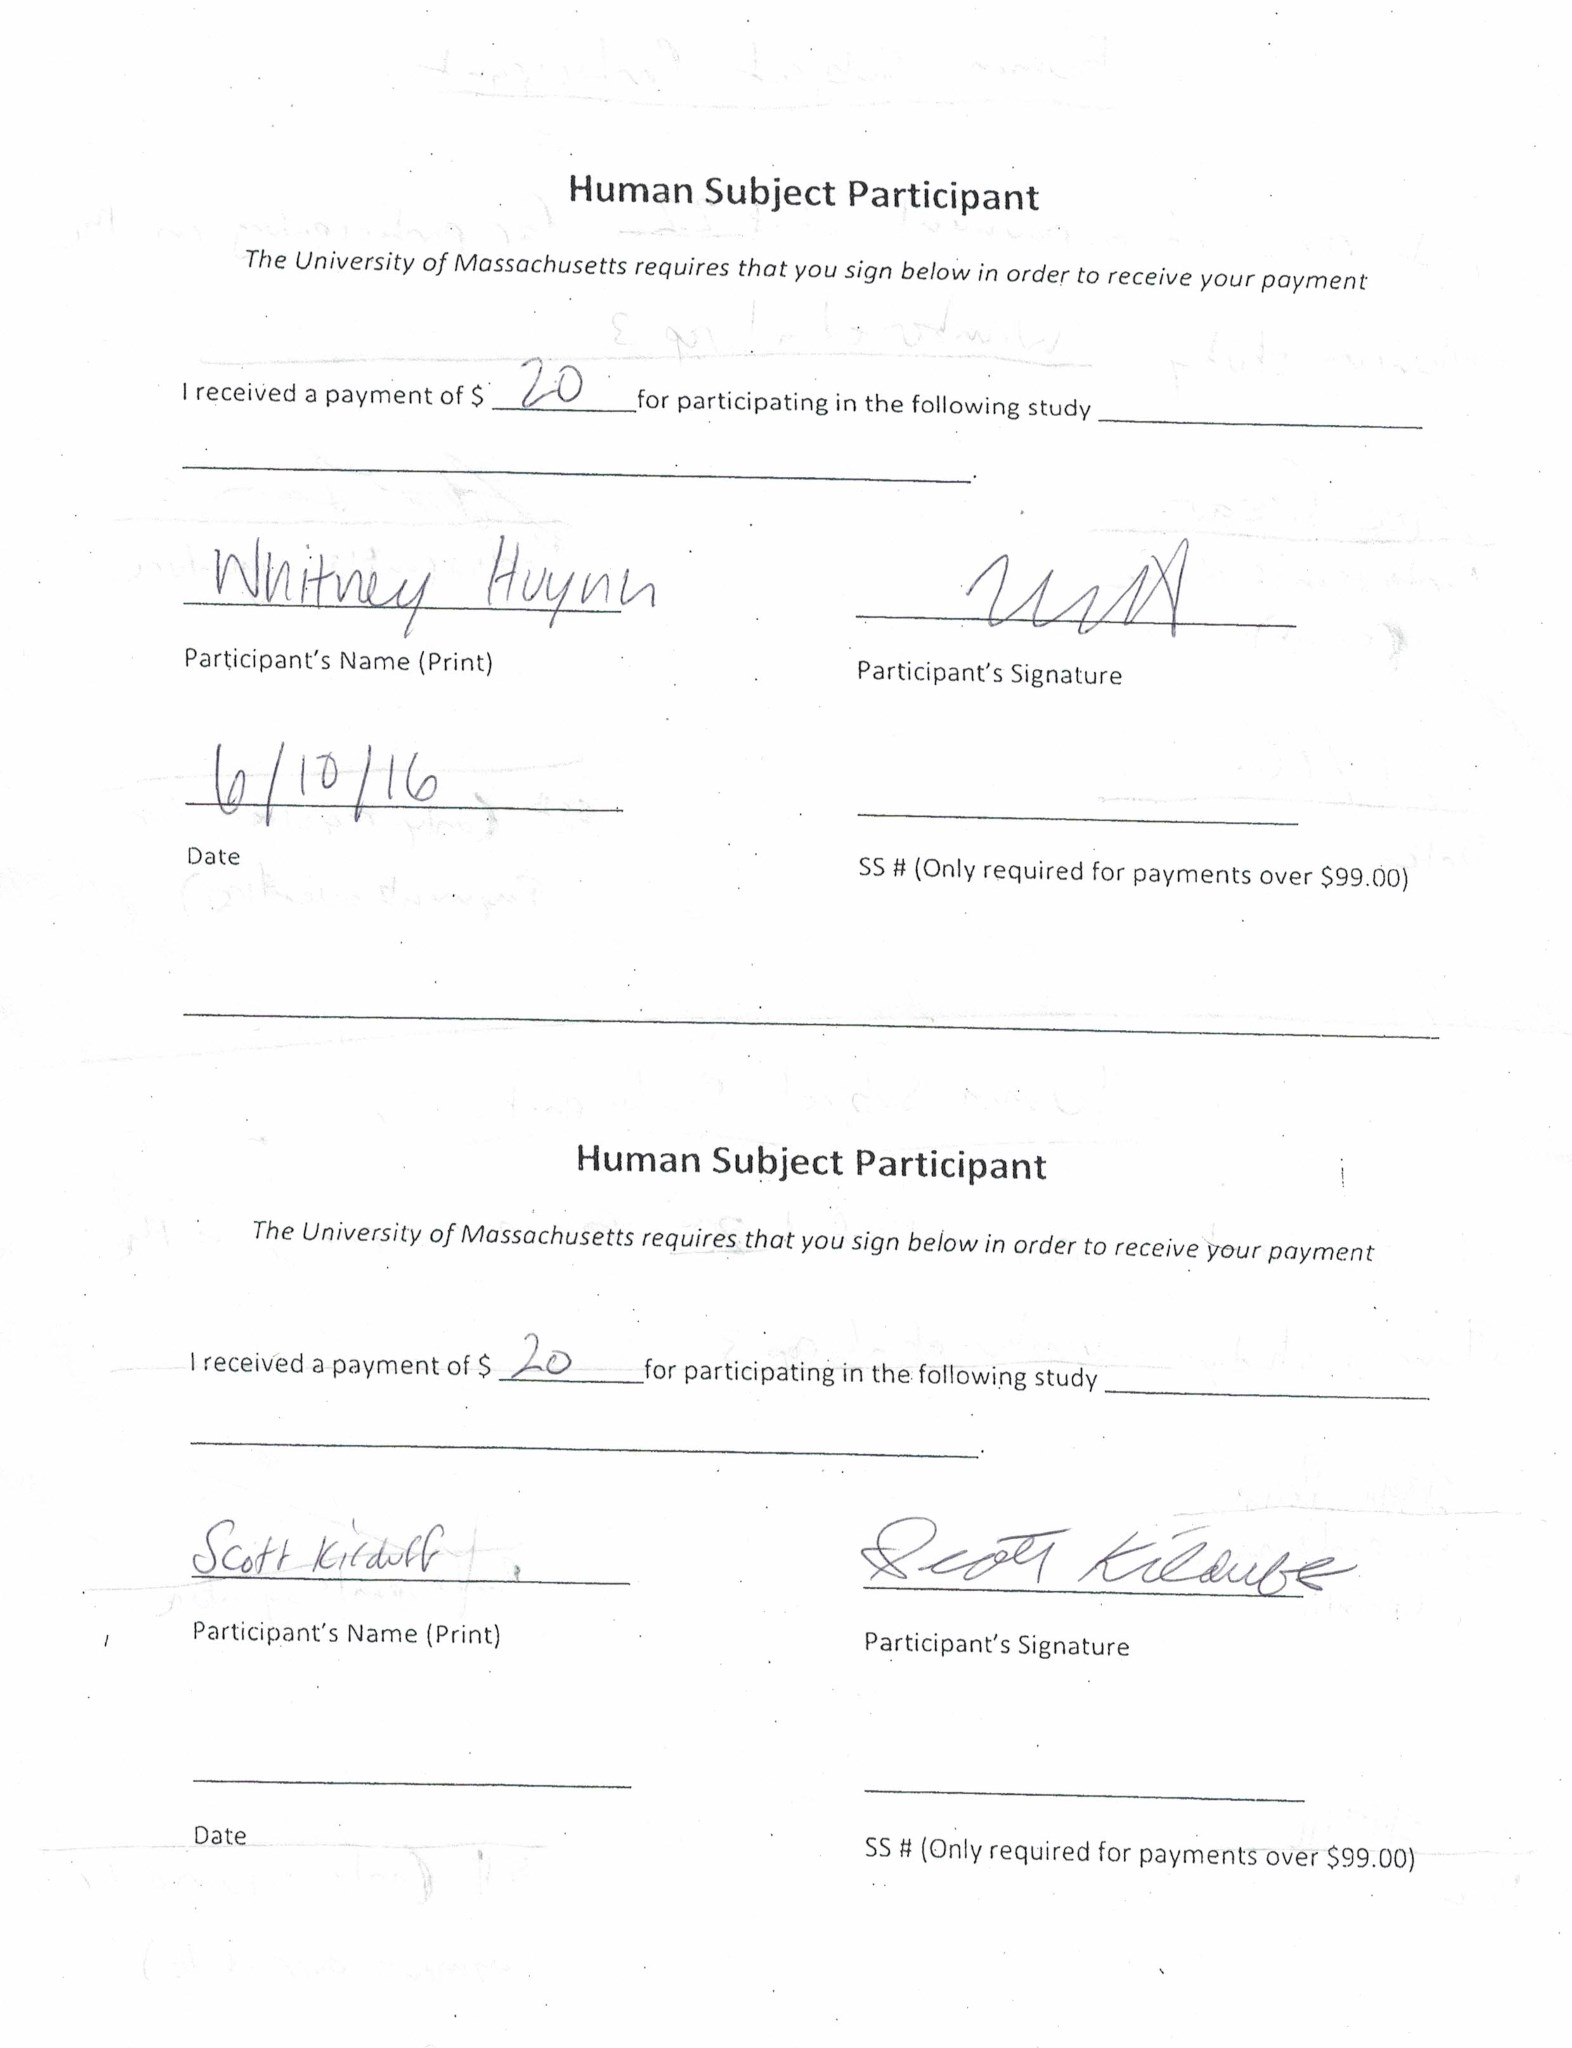 Human Subject Participant
The University of Massachusetts requires that you sign below in order to receive your payment
I received a payment of $ 20 for participating in the following study
Whitney Huynh
Participant's Name (Print) Participant's Signature
6/10/16
Date SS # (Only required for payments over $99.00)
Human Subject Participant
The University of Massachusetts requires that you sign below in order to receive your payment
I received a payment of $ 20 for participating in the following study
Scott Kilduff Scott Kilduff
Participant's Name (Print) Participant's Signature
Date SS # (Only required for payments over $99.00)